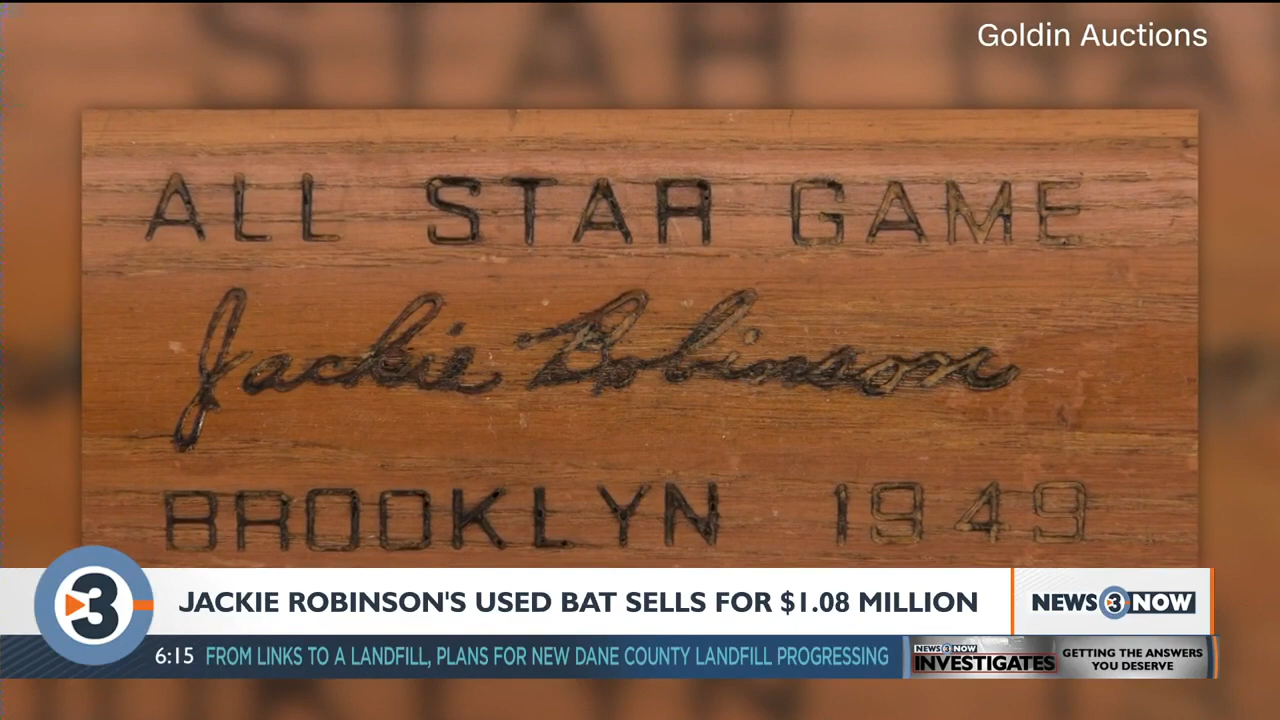 Goldin Auctions
ALL STAR GAME
Jackie Robinson
BROOKLYN 1949
3
JACKIE ROBINSON'S USED BAT SELLS FOR $1.08 MILLION
NEWS 3 NOW
6:15 FROM LINKS TO A LANDFILL, PLANS FOR NEW DANE COUNTY LANDFILL PROGRESSING
NEWS 3 NOW
INVESTIGATES
GETTING THE ANSWERS
YOU DESERVE